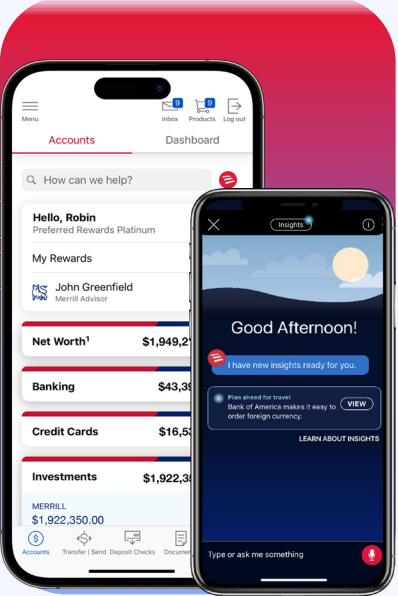 9
9
Menu
Inbox
Products
Log out
Accounts
Dashboard
How can we help?
Hello, Robin
Preferred Rewards Platinum
My Rewards
John Greenfield
Merrill Advisor
Net Worth¹ $1,949,2
Banking $43,3
Credit Cards $16,5
Investments $1,922,3
MERRILL
$1,922,350.00
Accounts
Transfer | Send
Deposit Checks
Insights
Good Afternoon!
I have new insights ready for you.
Plan ahead for travel
Bank of America makes it easy to
order foreign currency.
VIEW
LEARN ABOUT INSIGHTS
Type or ask me something